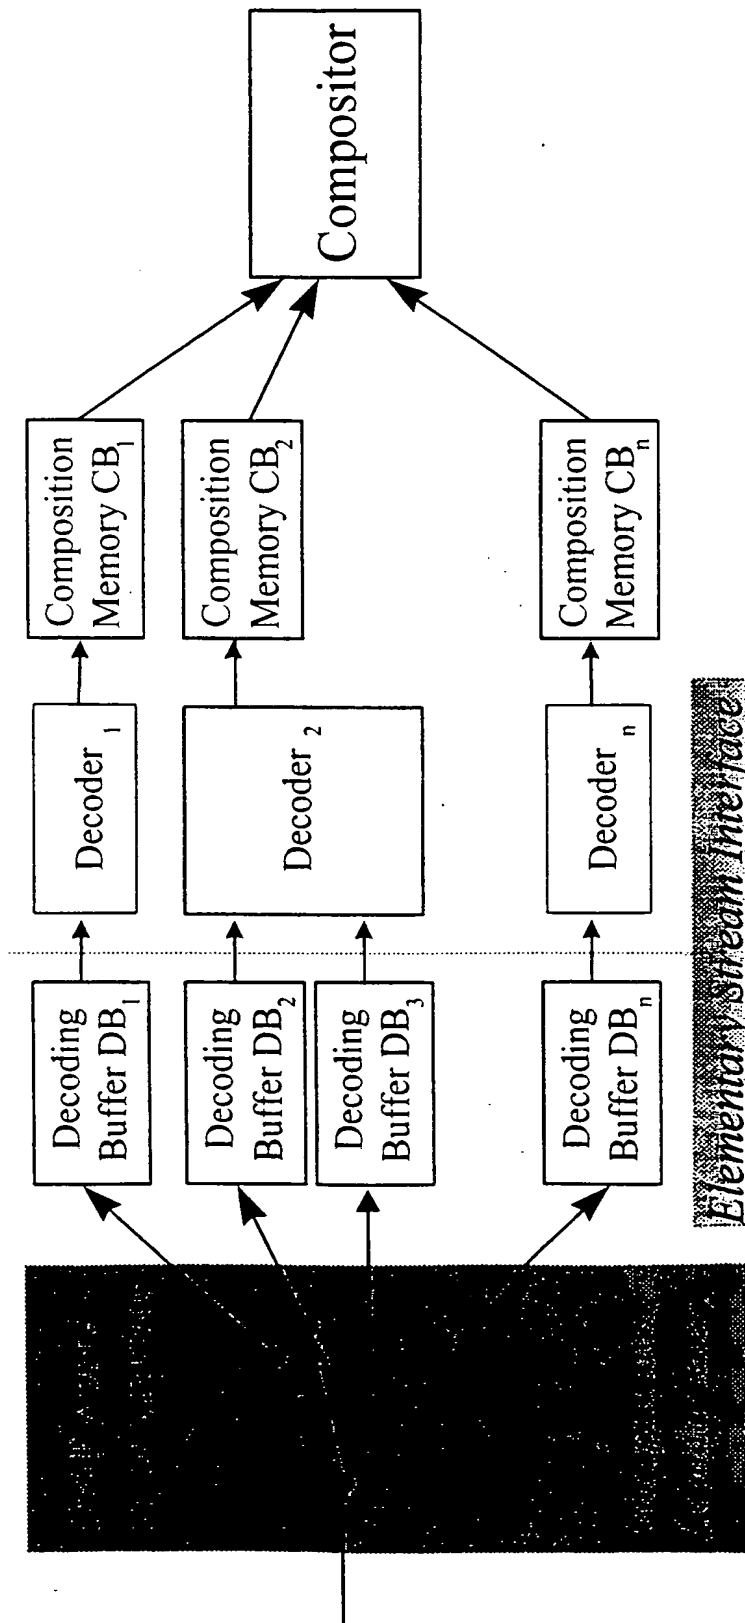 Decoding
Buffer DB1
Decoder 1
Composition
Memory CB1
Decoding
Buffer DB2
Decoding
Buffer DB3
Decoder 2
Composition
Memory CB2
Compositor
Decoding
Buffer DBn
Decoder n
Composition
Memory CBn
Elementary Stream Interface